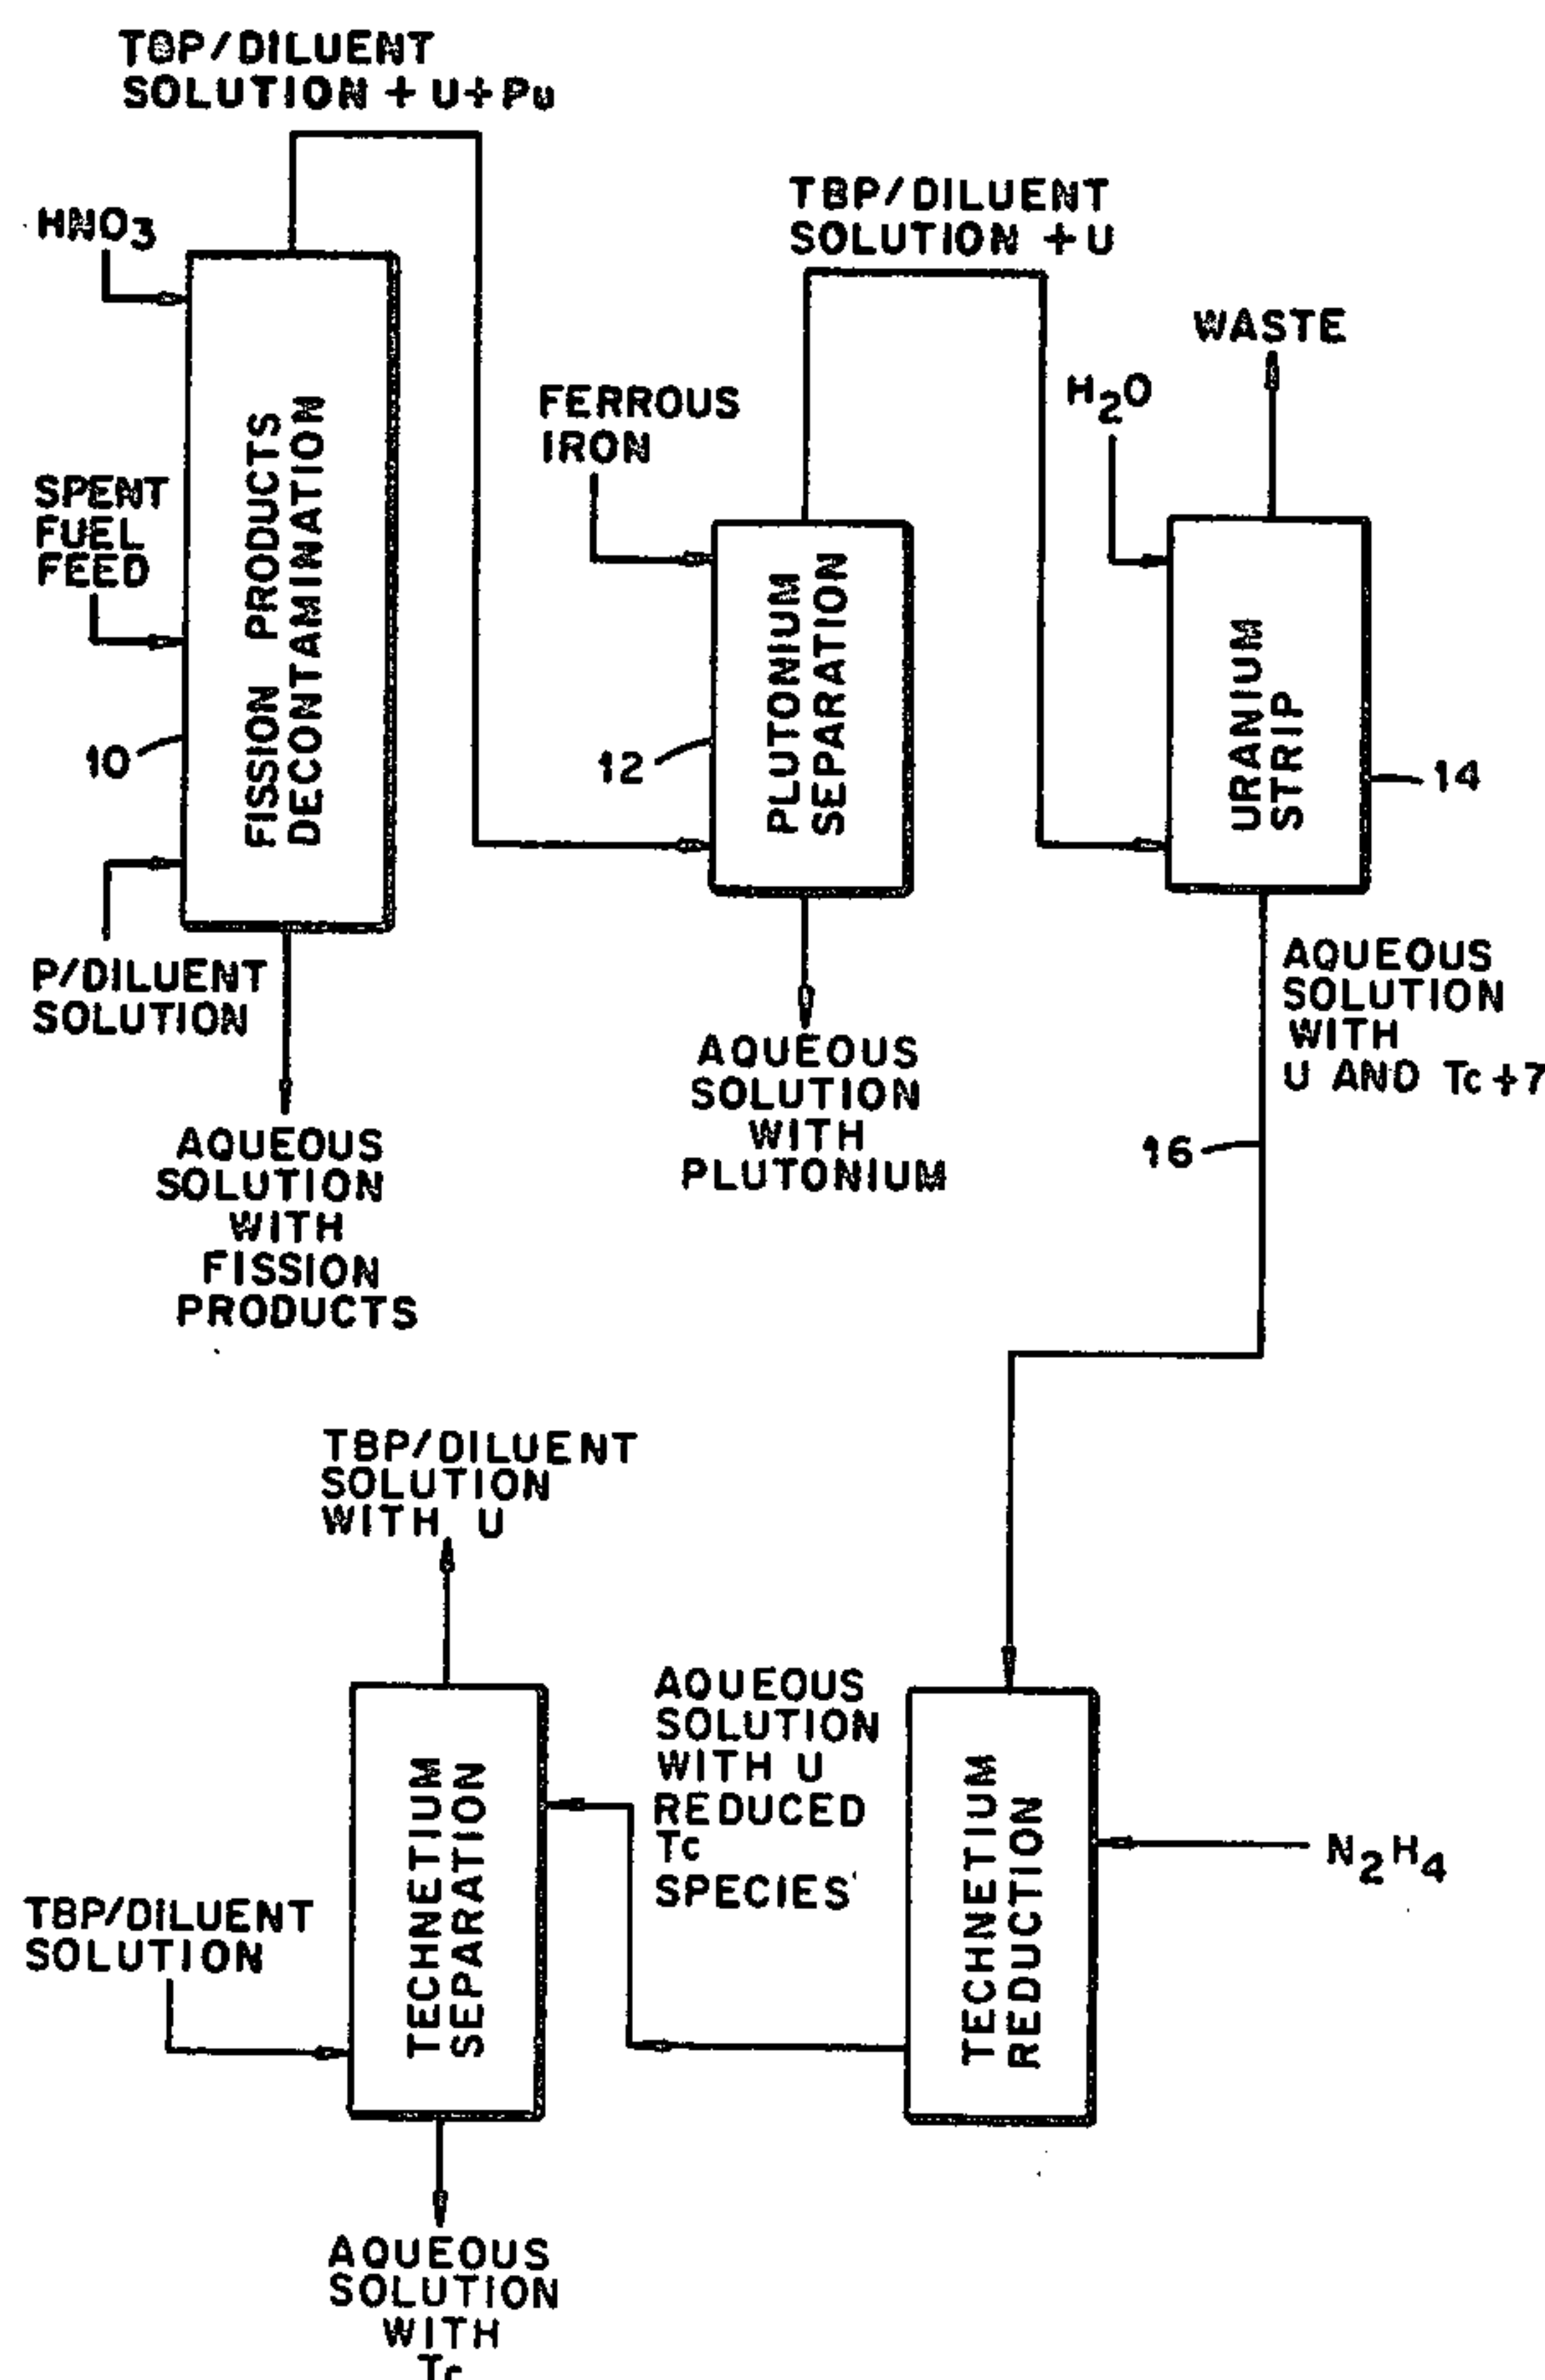 TBP/DILUENT
SOLUTION + U+Pu
HNO3
TBP/DILUENT
SOLUTION + U
WASTE
H2O
FERROUS
IRON
SPENT
FUEL
FEED
FISSION PRODUCTS
DECONTAMINATION
PLUTONIUM
SEPARATION
URANIUM
STRIP
10
12
14
P/DILUENT
SOLUTION
AQUEOUS
SOLUTION
WITH
U AND Tc+7
AQUEOUS
SOLUTION
WITH
PLUTONIUM
16
AQUEOUS
SOLUTION
WITH
FISSION
PRODUCTS
TBP/DILUENT
SOLUTION
WITH U
AQUEOUS
SOLUTION
WITH U
REDUCED
Tc
SPECIES
TECHNETIUM
SEPARATION
TECHNETIUM
REDUCTION
N2H4
TBP/DILUENT
SOLUTION
AQUEOUS
SOLUTION
WITH
Tc